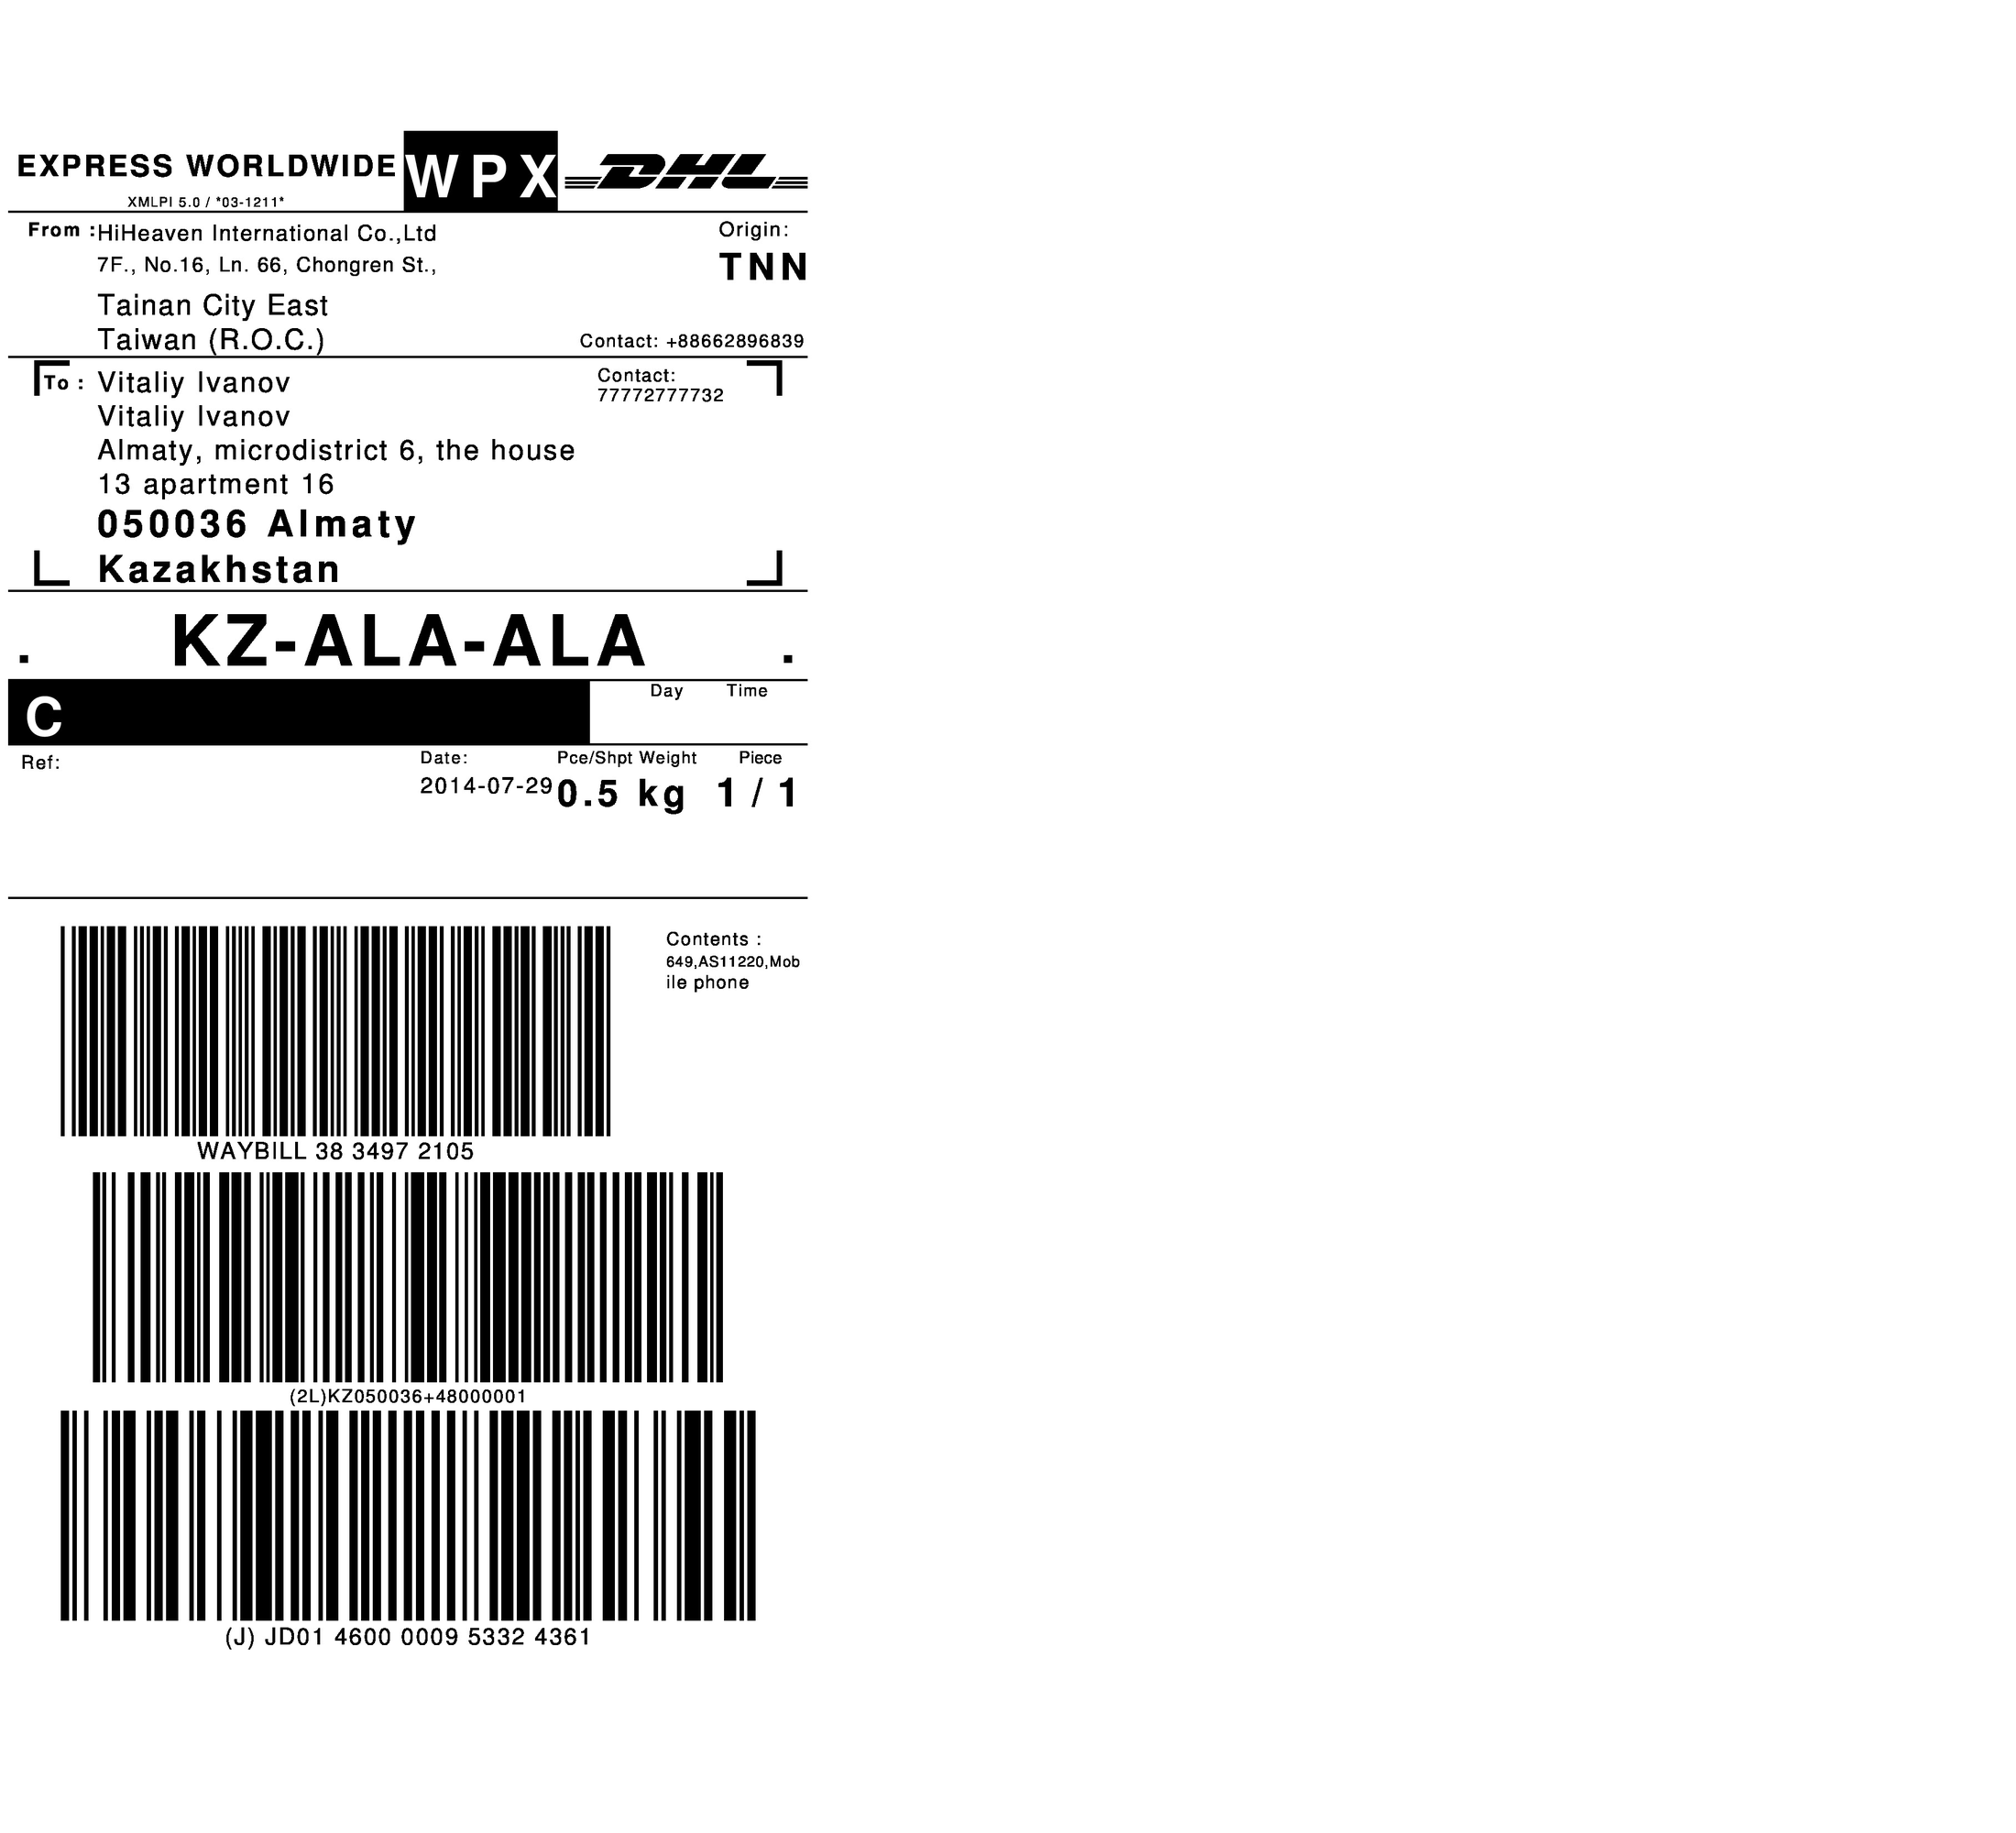 EXPRESS WORLDWIDE WPX DHL
XMLPI 5.0 / *03-1211*
From : HiHeaven International Co.,Ltd Origin:
7F., No.16, Ln. 66, Chongren St., TNN
Tainan City East
Taiwan (R.O.C.) Contact: +88662896839
To : Vitaliy Ivanov Contact:
77772777732
Vitaliy Ivanov
Almaty, microdistrict 6, the house
13 apartment 16
050036 Almaty
Kazakhstan
. KZ-ALA-ALA .
C Day Time
Ref: Date: Pce/Shpt Weight Piece
2014-07-29 0.5 kg 1 / 1
Contents :
649,AS11220,Mob
ile phone
WAYBILL 38 3497 2105
(2L)KZ050036+48000001
(J) JD01 4600 0009 5332 4361